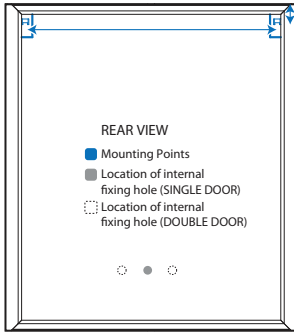 REAR VIEW
Mounting Points
Location of internal
fixing hole (SINGLE DOOR)
Location of internal
fixing hole (DOUBLE DOOR)